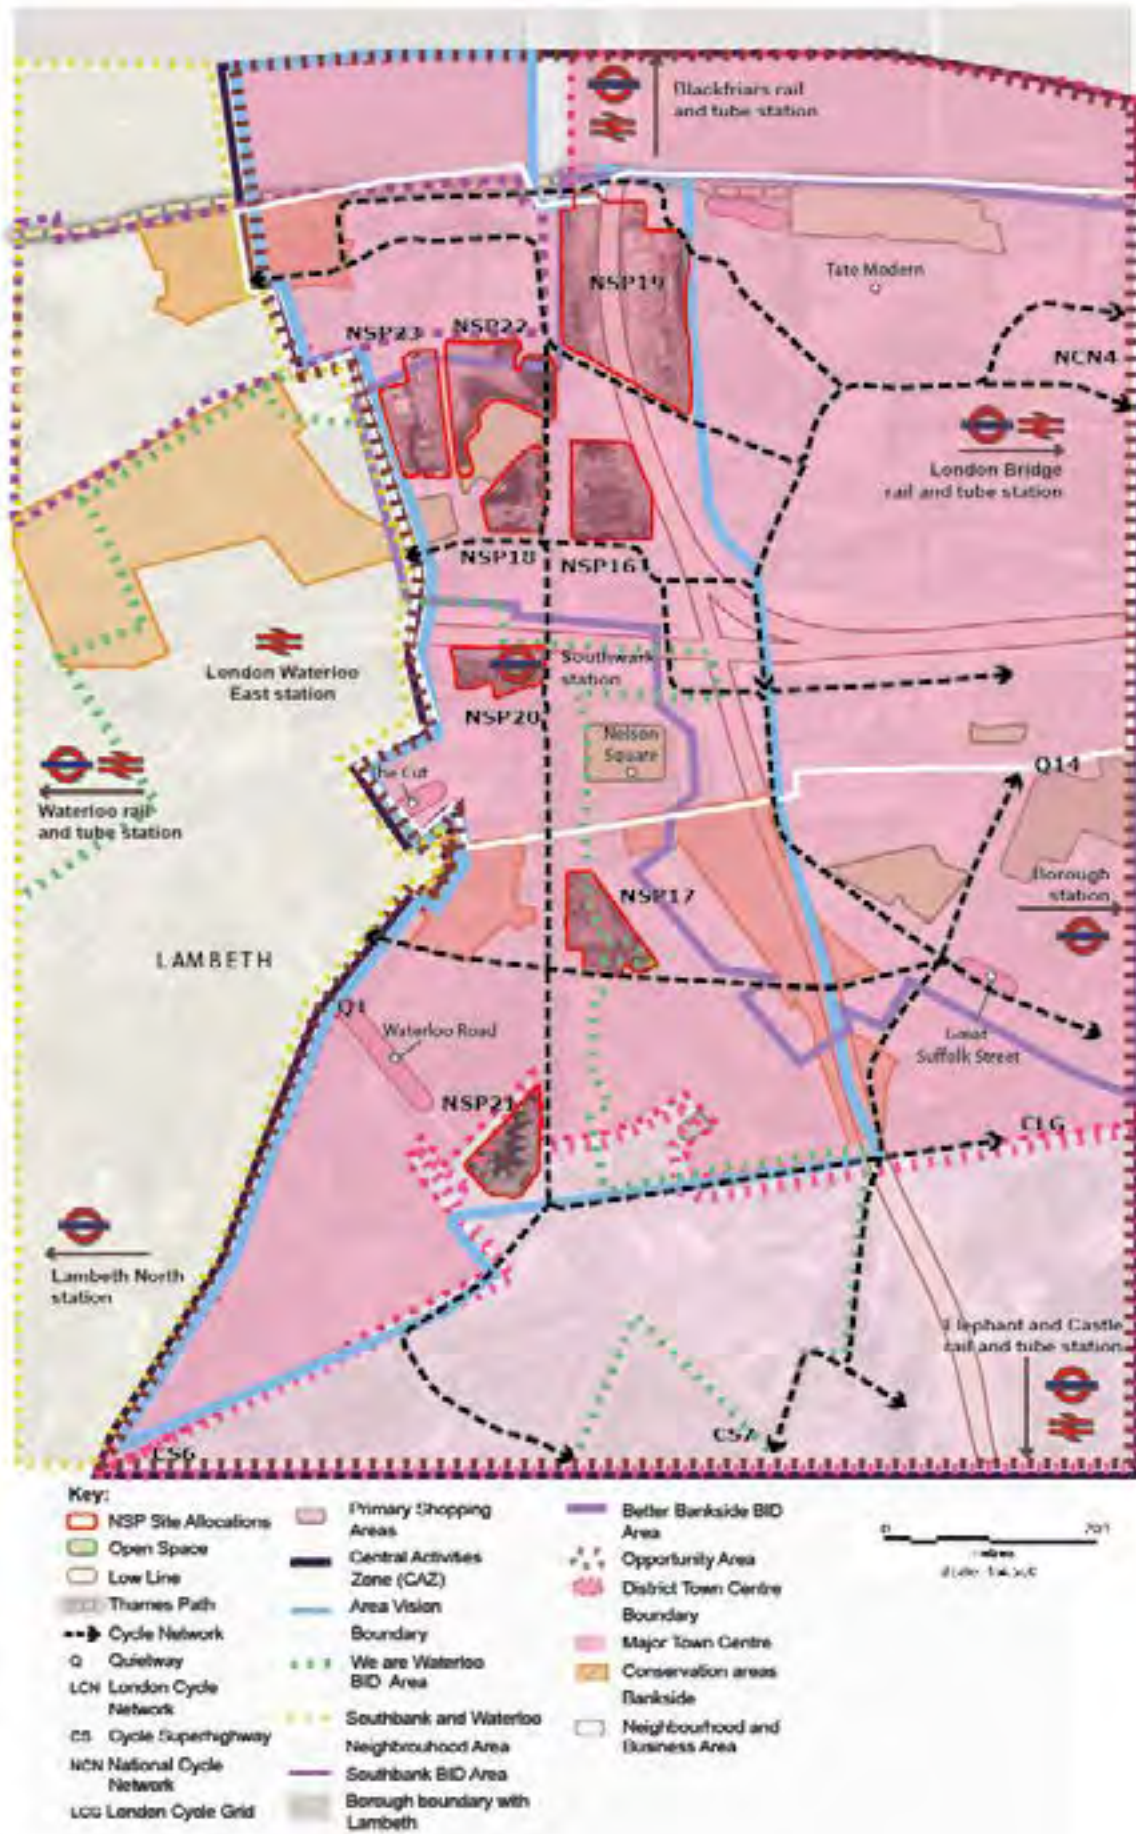 Blackfriars rail
and tube station
NSP19
Tate Modern
NSP23
NSP22
NCN4
London Bridge
rail and tube station
NSP18
NSP16
London Waterloo
East station
Southwark
station
NSP20
Nelson
Square
The Cut
Q14
Waterloo rail
and tube station
Borough
station
NSP17
LAMBETH
Q1
Waterloo Road
Great
Suffolk Street
NSP21
Lambeth North
station
Elephant and Castle
rail and tube station
CS7
CS6
Key:
NSP Site Allocations
Open Space
Low Line
Thames Path
Cycle Network
Q Quietway
LCN London Cycle
Network
CS Cycle Superhighway
NCN National Cycle
Network
LCG London Cycle Grid
Primary Shopping
Areas
Central Activities
Zone (CAZ)
Area Vision
Boundary
We are Waterloo
BID Area
Southbank and Waterloo
Neighbrouhood Area
Southbank BID Area
Borough boundary with
Lambeth
Better Bankside BID
Area
Opportunity Area
District Town Centre
Boundary
Major Town Centre
Conservation areas
Bankside
Neighbourhood and
Business Area
0
metres